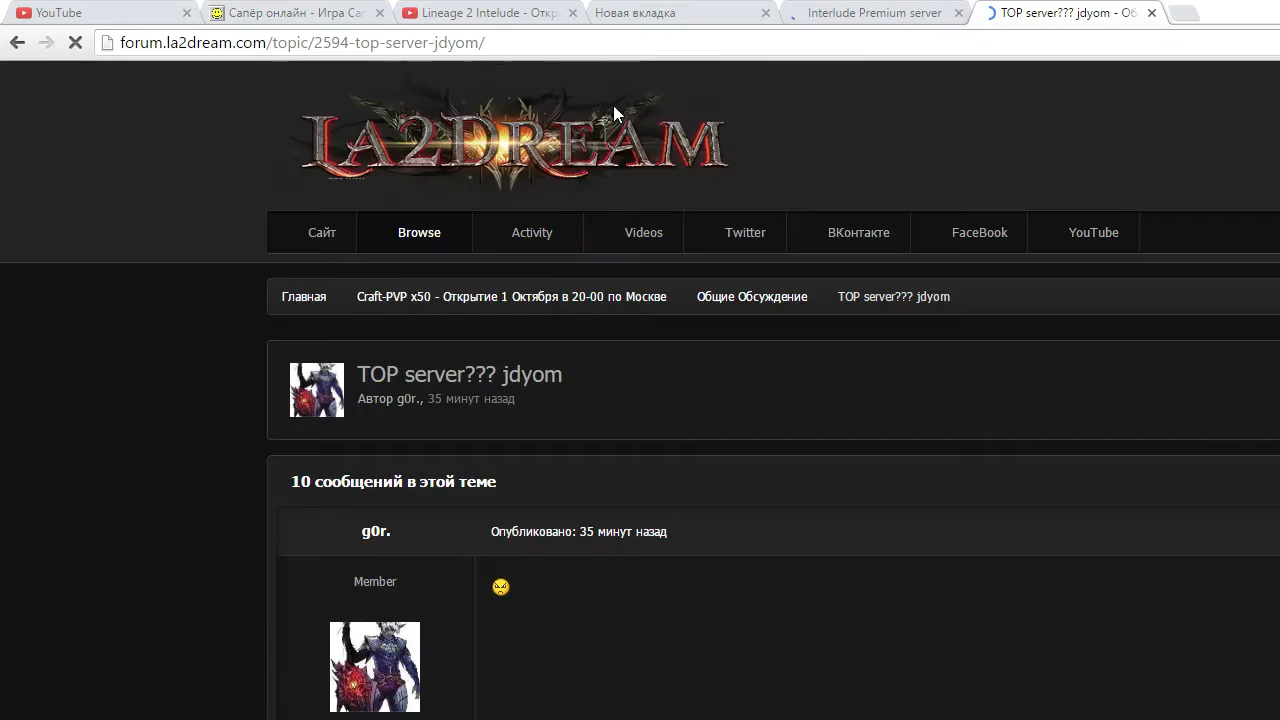 YouTube
Сапёр онлайн - Игра Сап
Lineage 2 Intelude - Откр
Новая вкладка
Interlude Premium server
TOP server??? jdyom - Об
forum.la2dream.com/topic/2594-top-server-jdyom/
La2Dream
Сайт
Browse
Activity
Videos
Twitter
ВКонтакте
FaceBook
YouTube
Главная
Craft-PVP x50 - Открытие 1 Октября в 20-00 по Москве
Общие Обсуждение
TOP server??? jdyom
TOP server??? jdyom
Автор g0r., 35 минут назад
10 сообщений в этой теме
g0r.
Опубликовано: 35 минут назад
Member